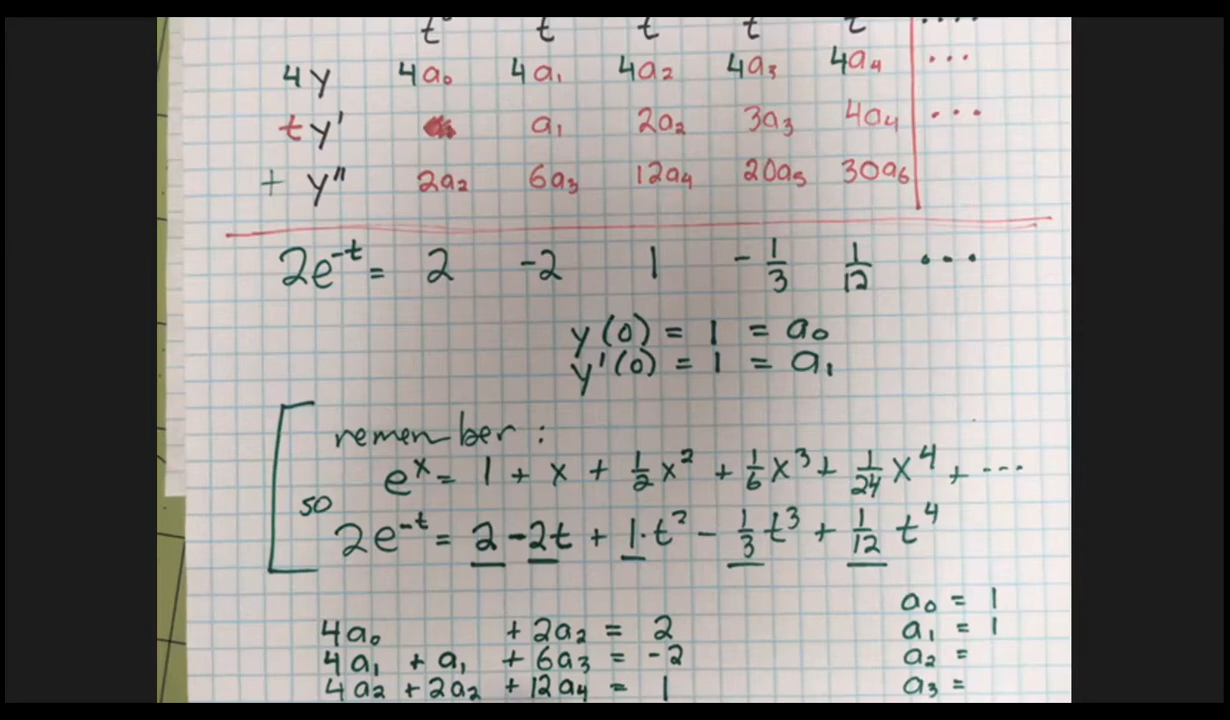 t⁰ t t t t ....
4y 4a₀ 4a₁ 4a₂ 4a₃ 4a₄ ...
ty' a₁ 2a₂ 3a₃ 4a₄ ...
+ y" 2a₂ 6a₃ 12a₄ 20a₅ 30a₆
2e⁻ᵗ = 2 -2 1 -1/3 1/12 ...
y(0) = 1 = a₀
y'(0) = 1 = a₁
remember :
eˣ = 1 + x + 1/2 x² + 1/6 x³ + 1/24 x⁴ + ...
so
2e⁻ᵗ = 2 - 2t + 1·t² - 1/3 t³ + 1/12 t⁴
4a₀ + 2a₂ = 2
4a₁ + a₁ + 6a₃ = -2
4a₂ + 2a₂ + 12a₄ = 1
a₀ = 1
a₁ = 1
a₂ =
a₃ =